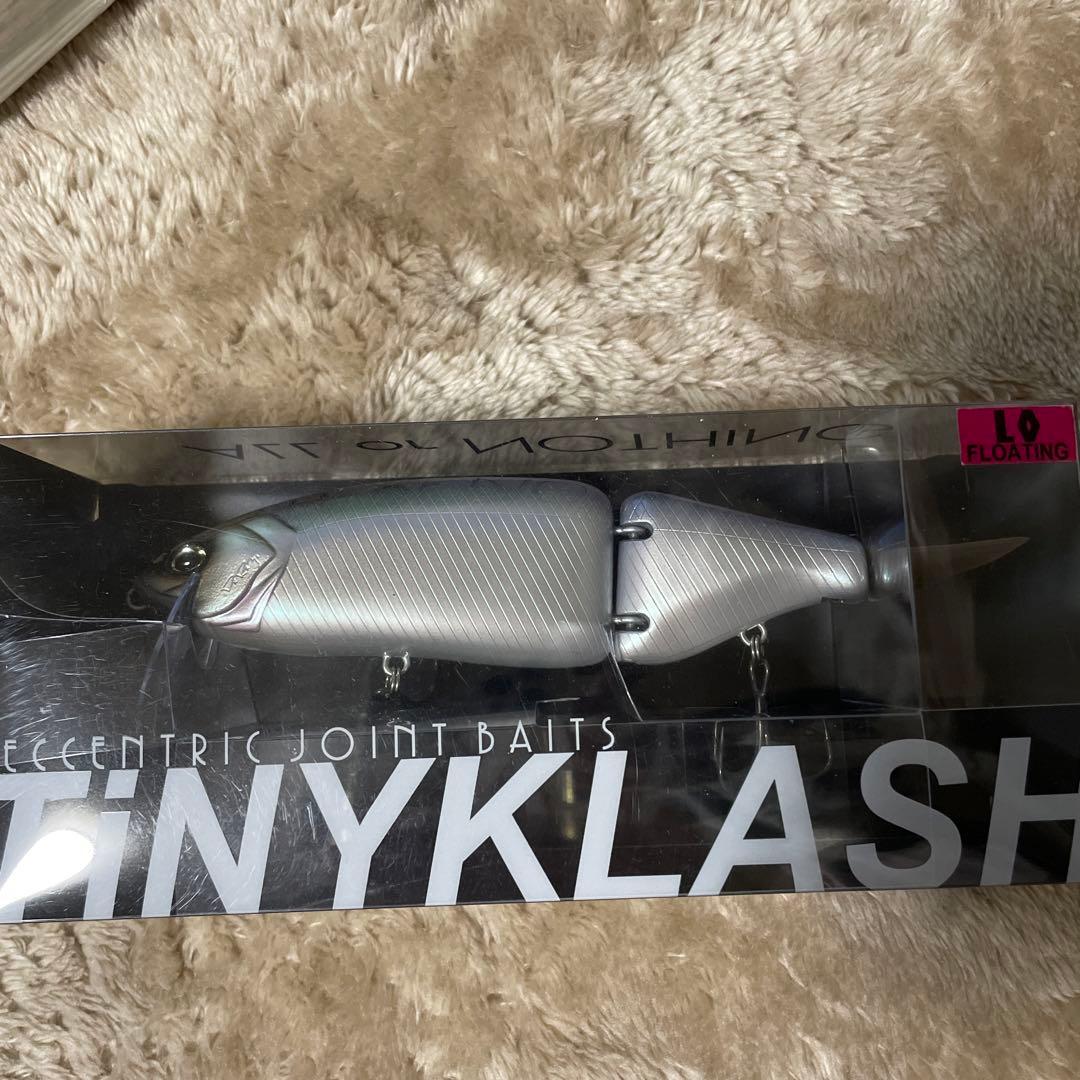 ALL or NOTHING
LO
FLOATING
ECCENTRIC JOINT BAITS
TiNYKLASH